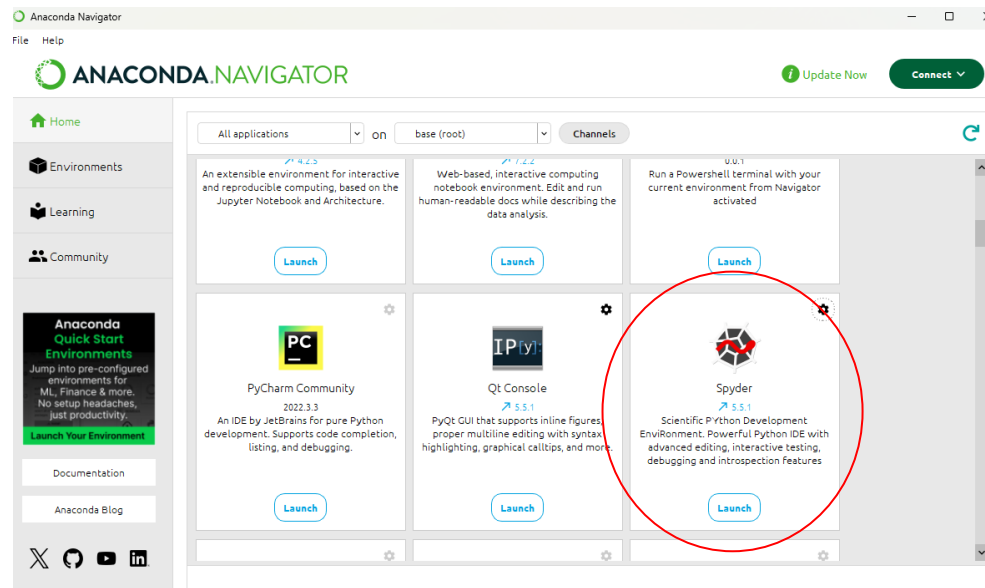 Anaconda Navigator
File Help
ANACONDA.NAVIGATOR
i Update Now
Connect
Home
Environments
Learning
Community
All applications on base (root) Channels
4.2.5
An extensible environment for interactive
and reproducible computing, based on the
Jupyter Notebook and Architecture.
Launch
7.2.2
Web-based, interactive computing
notebook environment. Edit and run
human-readable docs while describing the
data analysis.
Launch
0.0.1
Run a Powershell terminal with your
current environment from Navigator
activated
Launch
PC
PyCharm Community
2022.3.3
An IDE by JetBrains for pure Python
development. Supports code completion,
listing, and debugging.
Launch
IP[y]:
Qt Console
5.5.1
PyQt GUI that supports inline figures,
proper multiline editing with syntax
highlighting, graphical calltips, and more.
Launch
Spyder
5.5.1
Scientific PYthon Development
EnviRonment. Powerful Python IDE with
advanced editing, interactive testing,
debugging and introspection features
Launch
Anaconda
Quick Start
Environments
Jump into pre-configured
environments for
ML, Finance & more.
No setup headaches,
just productivity.
Launch Your Environment
Documentation
Anaconda Blog
X
in